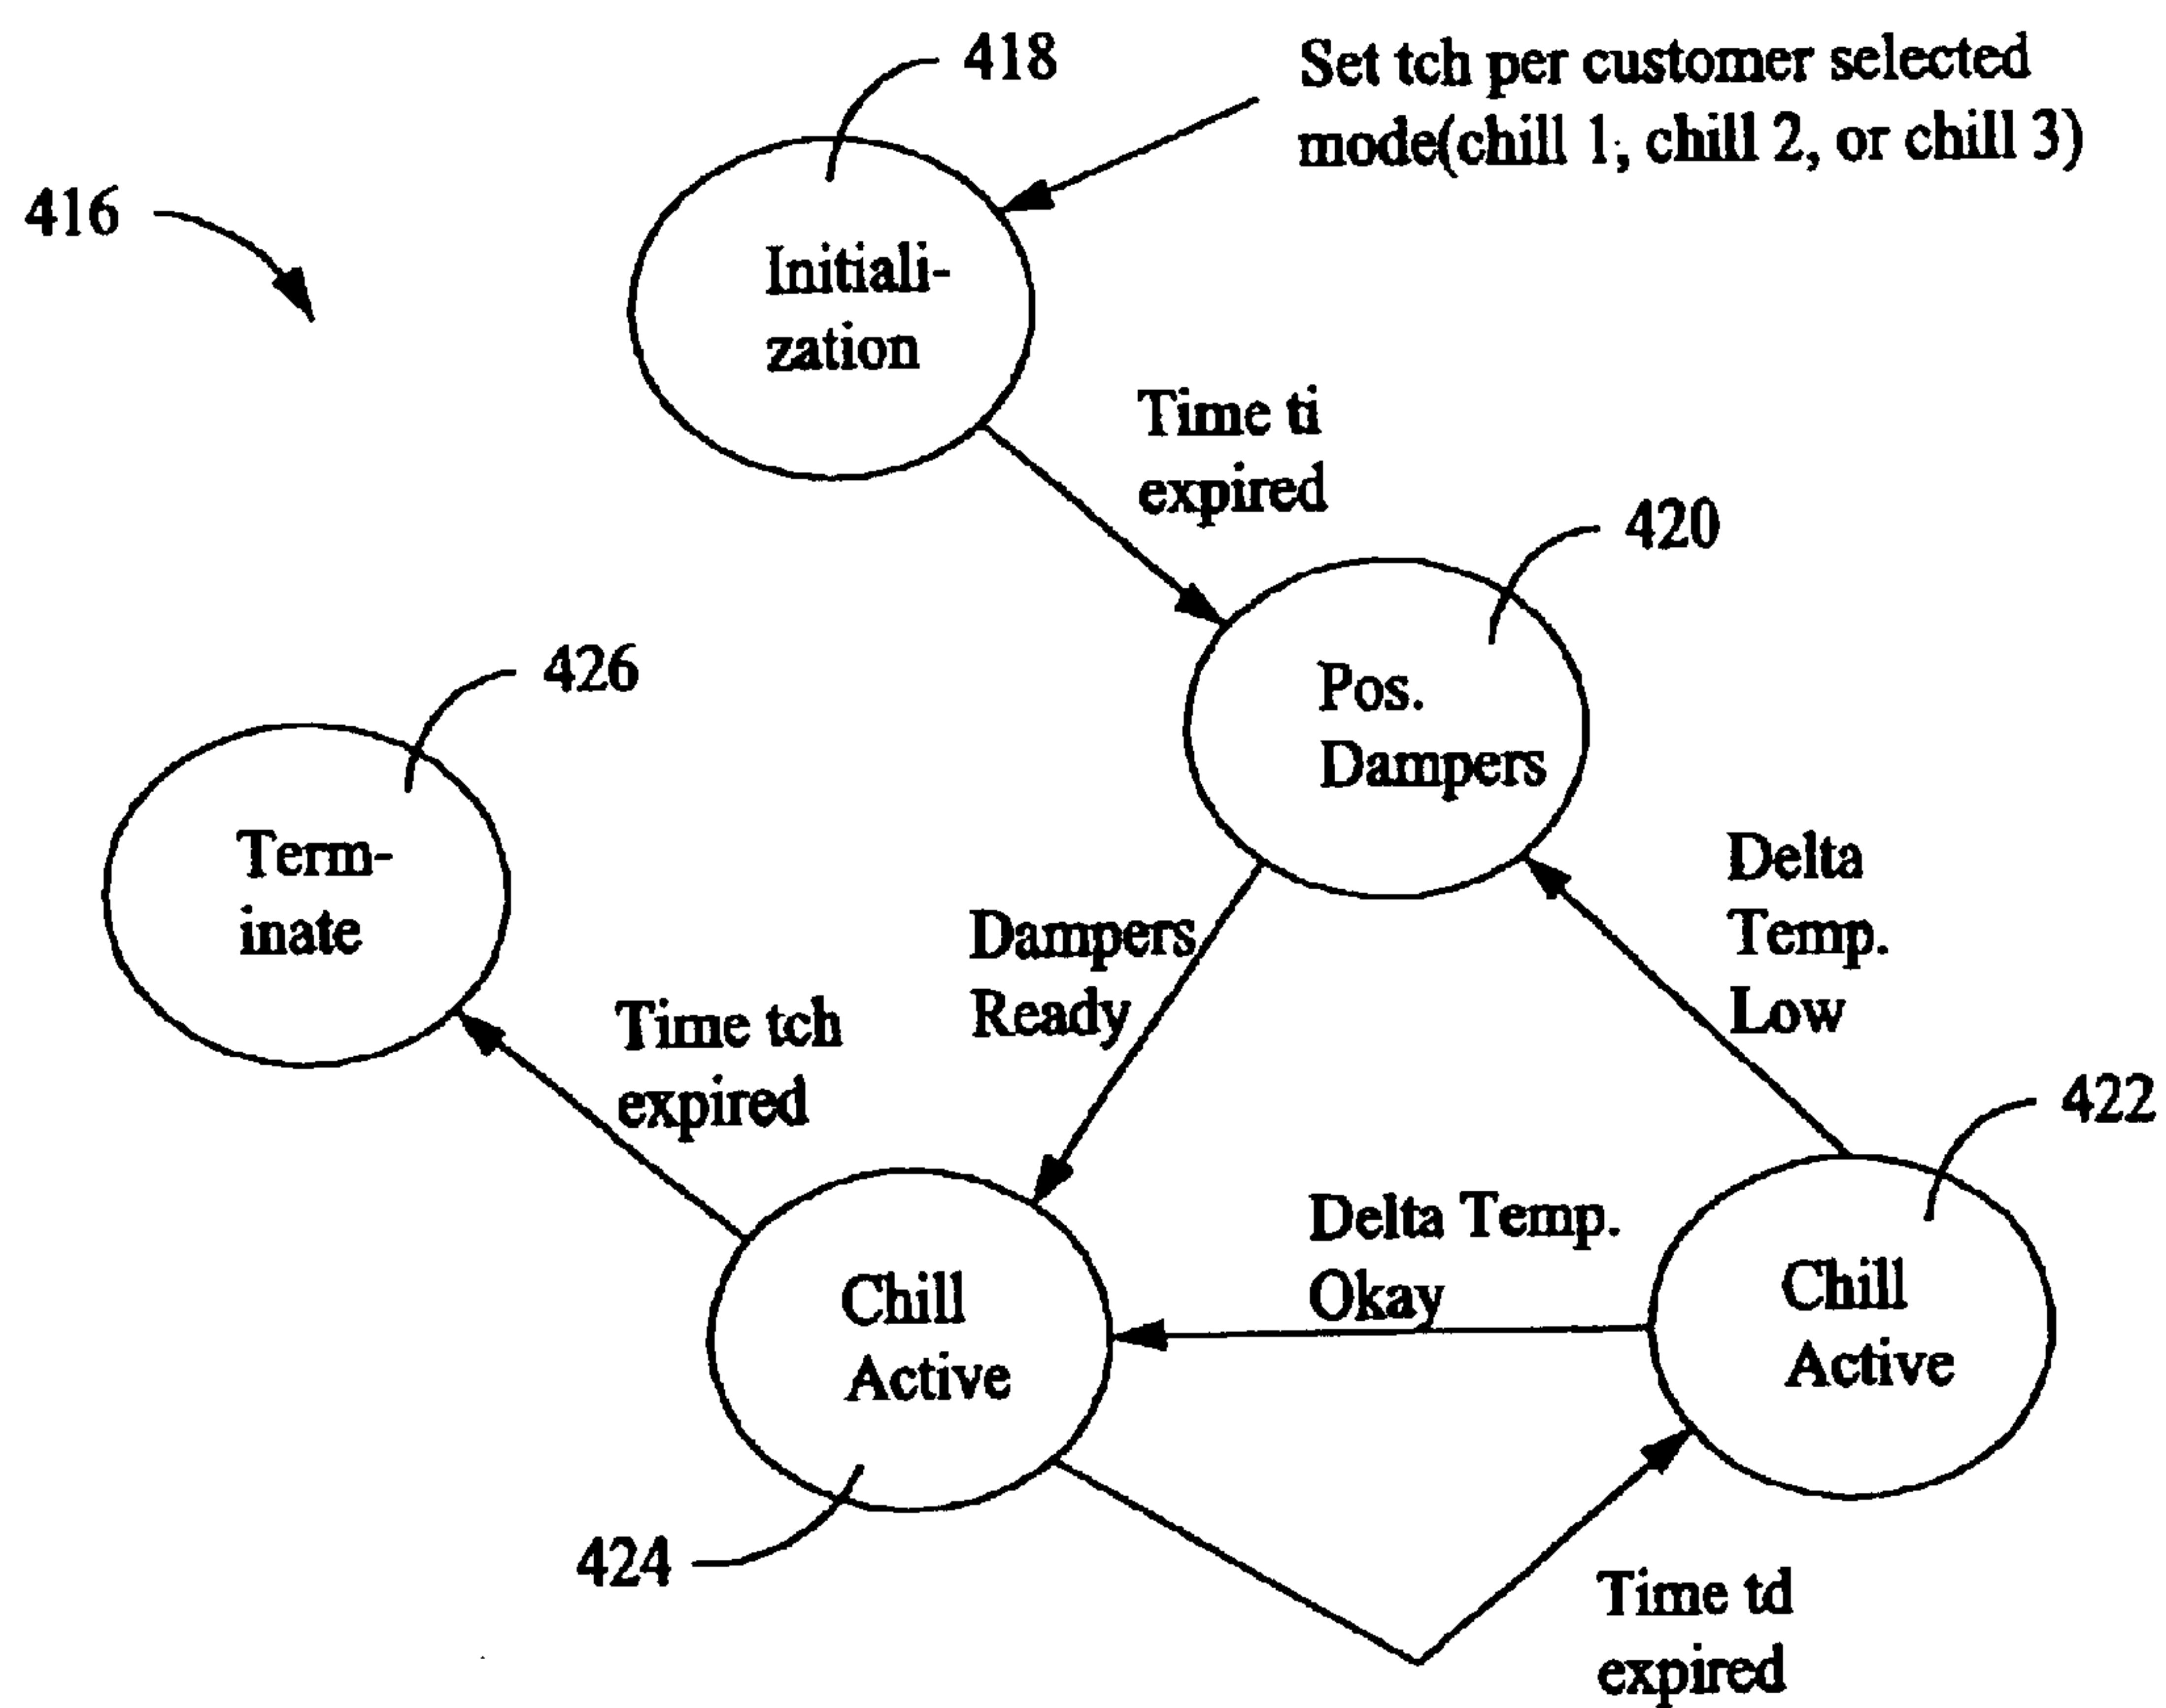 418
Set tch per customer selected
mode(chill 1, chill 2, or chill 3)
416
Initiali-
zation
Time ti
expired
420
426
Pos.
Dampers
Term-
inate
Delta
Temp.
Low
Dampers
Ready
Time tch
expired
422
Delta Temp.
Okay
Chill
Active
Chill
Active
424
Time td
expired